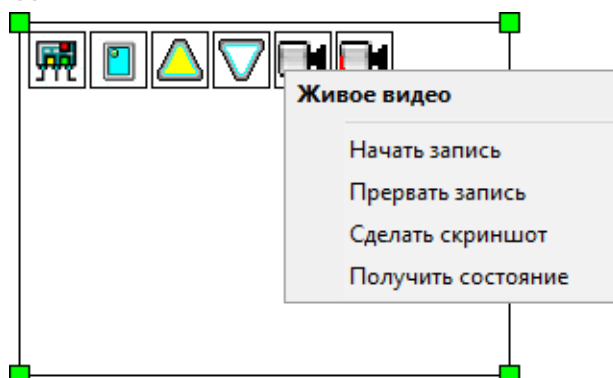 Живое видео
Начать запись
Прервать запись
Сделать скриншот
Получить состояние